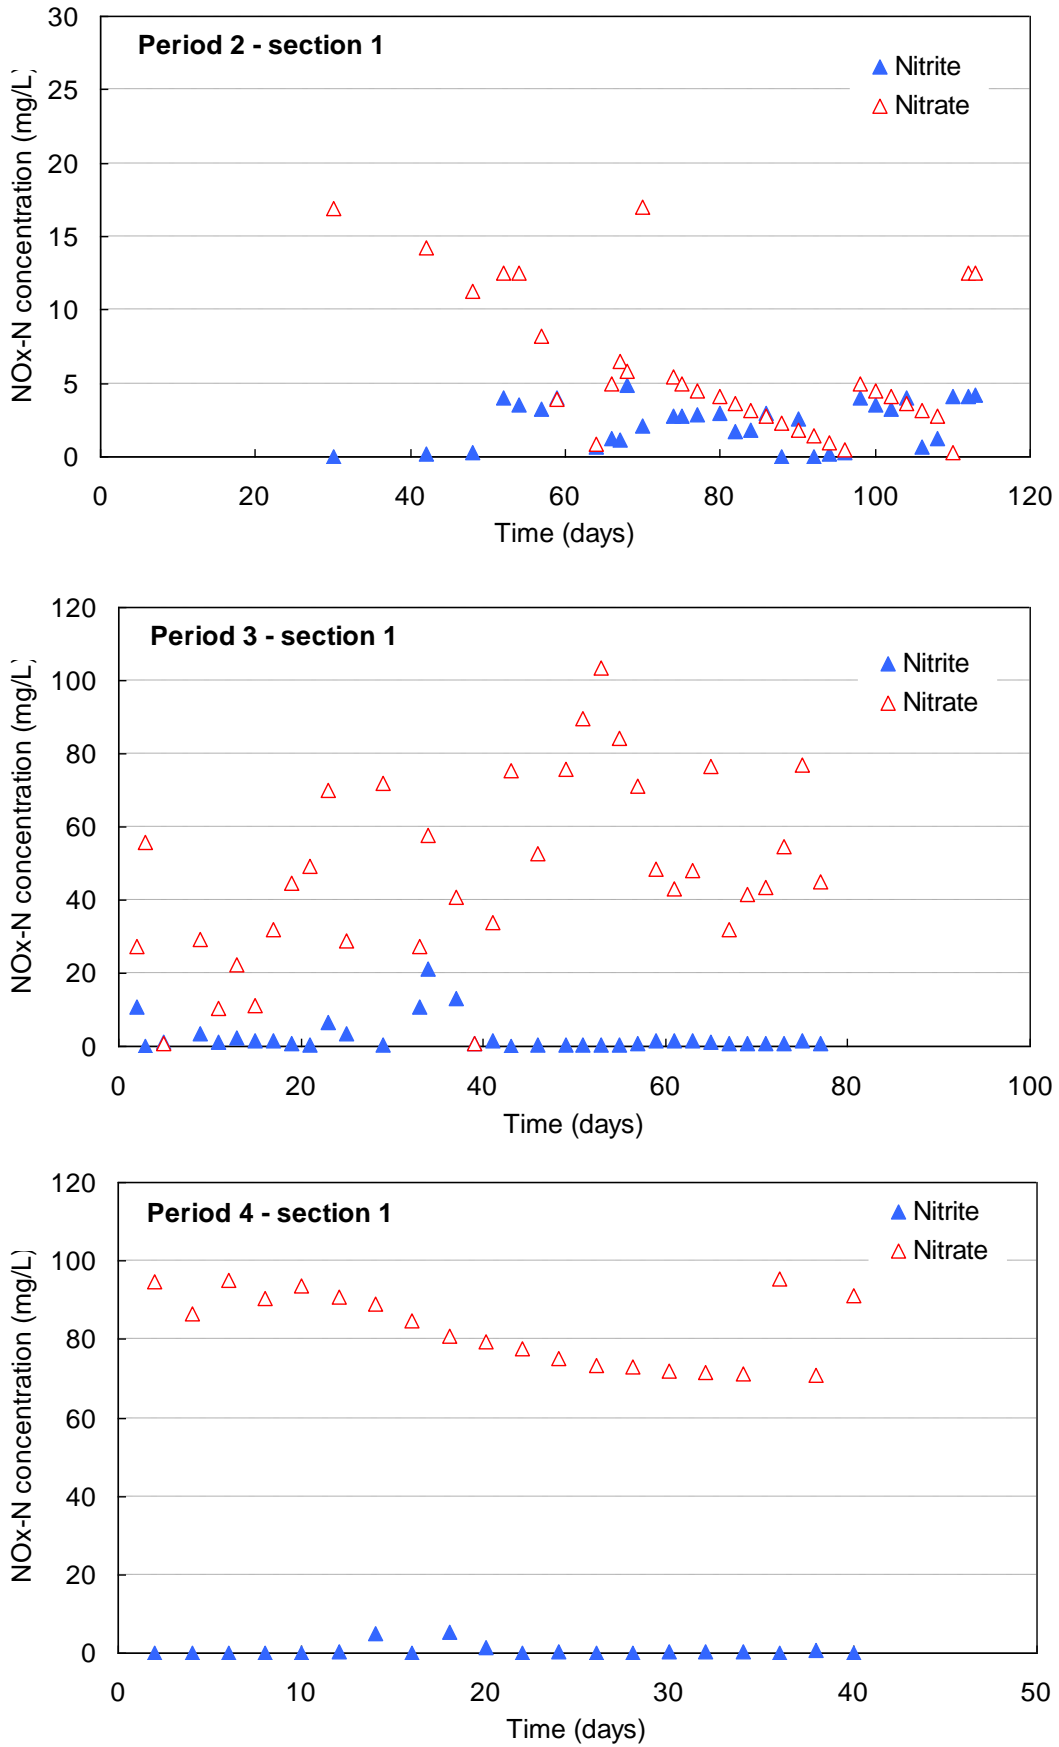 Period 2 - section 1
Nitrite
Nitrate
NOx-N concentration (mg/L)
30
25
20
15
10
5
0
0 20 40 60 80 100 120
Time (days)
Period 3 - section 1
Nitrite
Nitrate
NOx-N concentration (mg/L)
120
100
80
60
40
20
0
0 20 40 60 80 100
Time (days)
Period 4 - section 1
Nitrite
Nitrate
NOx-N concentration (mg/L)
120
100
80
60
40
20
0
0 10 20 30 40 50
Time (days)